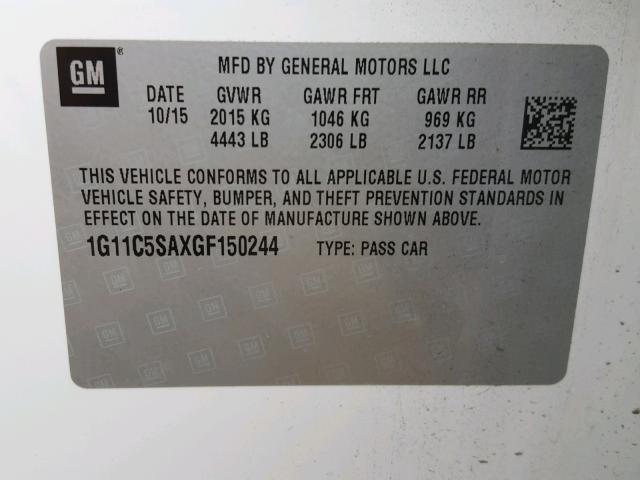 GM
MFD BY GENERAL MOTORS LLC
DATE GVWR GAWR FRT GAWR RR
10/15 2015 KG 1046 KG 969 KG
4443 LB 2306 LB 2137 LB
THIS VEHICLE CONFORMS TO ALL APPLICABLE U.S. FEDERAL MOTOR
VEHICLE SAFETY, BUMPER, AND THEFT PREVENTION STANDARDS IN
EFFECT ON THE DATE OF MANUFACTURE SHOWN ABOVE.
1G11C5SAXGF150244 TYPE: PASS CAR